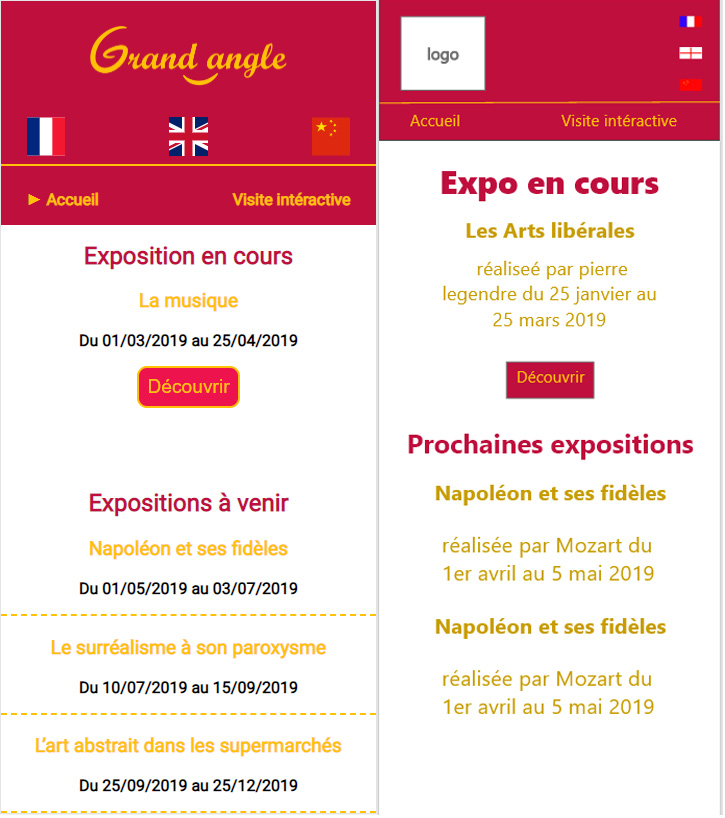 Grand angle
► Accueil
Visite intéractive
Exposition en cours
La musique
Du 01/03/2019 au 25/04/2019
Découvrir
Expositions à venir
Napoléon et ses fidèles
Du 01/05/2019 au 03/07/2019
Le surréalisme à son paroxysme
Du 10/07/2019 au 15/09/2019
L'art abstrait dans les supermarchés
Du 25/09/2019 au 25/12/2019
logo
Accueil
Visite intéractive
Expo en cours
Les Arts libérales
réaliseé par pierre
legendre du 25 janvier au
25 mars 2019
Découvrir
Prochaines expositions
Napoléon et ses fidèles
réalisée par Mozart du
1er avril au 5 mai 2019
Napoléon et ses fidèles
réalisée par Mozart du
1er avril au 5 mai 2019